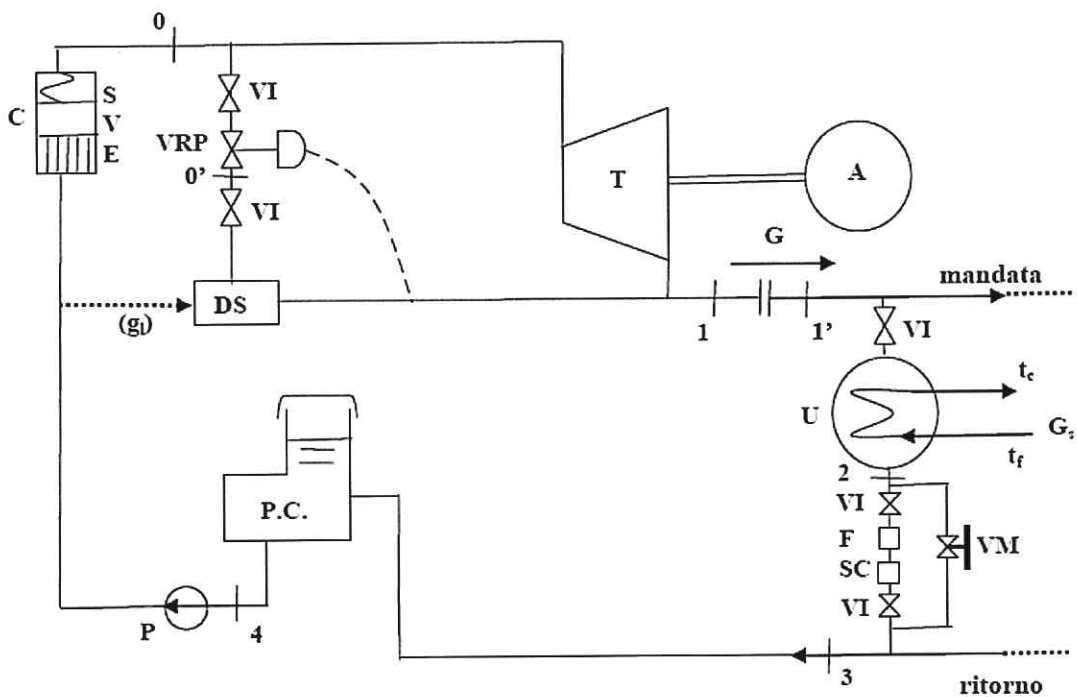 0
VI
C
S
V
E
VRP
0'
VI
T
A
G
DS
(gl)
1
1'
mandata
VI
tc
U
Gs
tf
2
VI
F
VM
SC
VI
P.C.
P
4
3
ritorno